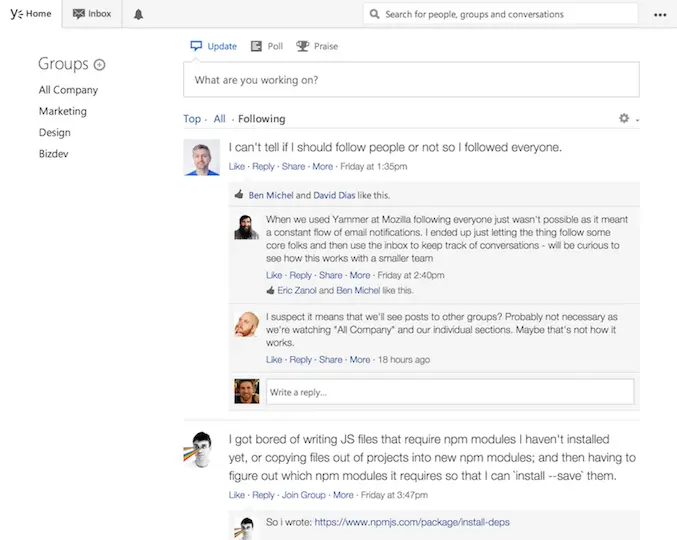 Home
Inbox
Search for people, groups and conversations
Groups
All Company
Marketing
Design
Bizdev
Update Poll Praise
What are you working on?
Top · All · Following
I can't tell if I should follow people or not so I followed everyone.
Like · Reply · Share · More · Friday at 1:35pm
Ben Michel and David Dias like this.
When we used Yammer at Mozilla following everyone just wasn't possible as it meant
a constant flow of email notifications. I ended up just letting the thing follow some
core folks and then use the inbox to keep track of conversations - will be curious to
see how this works with a smaller team
Like · Reply · Share · More · Friday at 2:40pm
Eric Zanol and Ben Michel like this.
I suspect it means that we'll see posts to other groups? Probably not necessary as
we're watching "All Company" and our individual sections. Maybe that's not how it
works.
Like · Reply · Share · More · 18 hours ago
Write a reply...
I got bored of writing JS files that require npm modules I haven't installed
yet, or copying files out of projects into new npm modules; and then having to
figure out which npm modules it requires so that I can `install --save` them.
Like · Reply · Join Group · More · Friday at 3:47pm
So i wrote: https://www.npmjs.com/package/install-deps